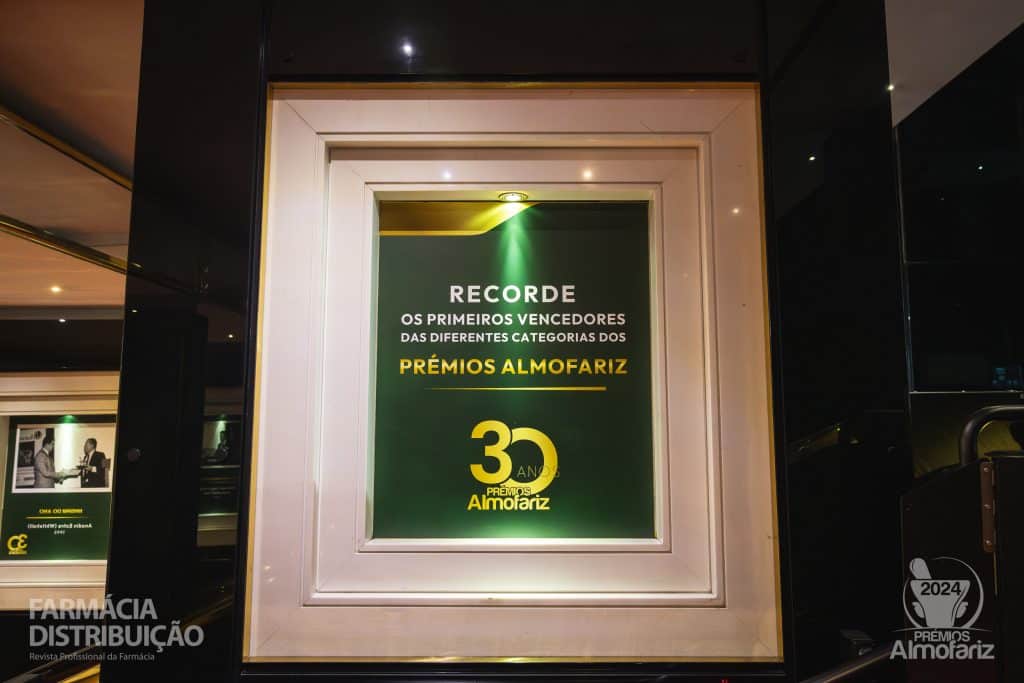 RECORDE
OS PRIMEIROS VENCEDORES
DAS DIFERENTES CATEGORIAS DOS
PRÉMIOS ALMOFARIZ
30
ANOS
PRÉMIOS
Almofariz
FARMÁCIA
DISTRIBUIÇÃO
Revista Profissional da Farmácia
2024
PRÉMIOS
Almofariz